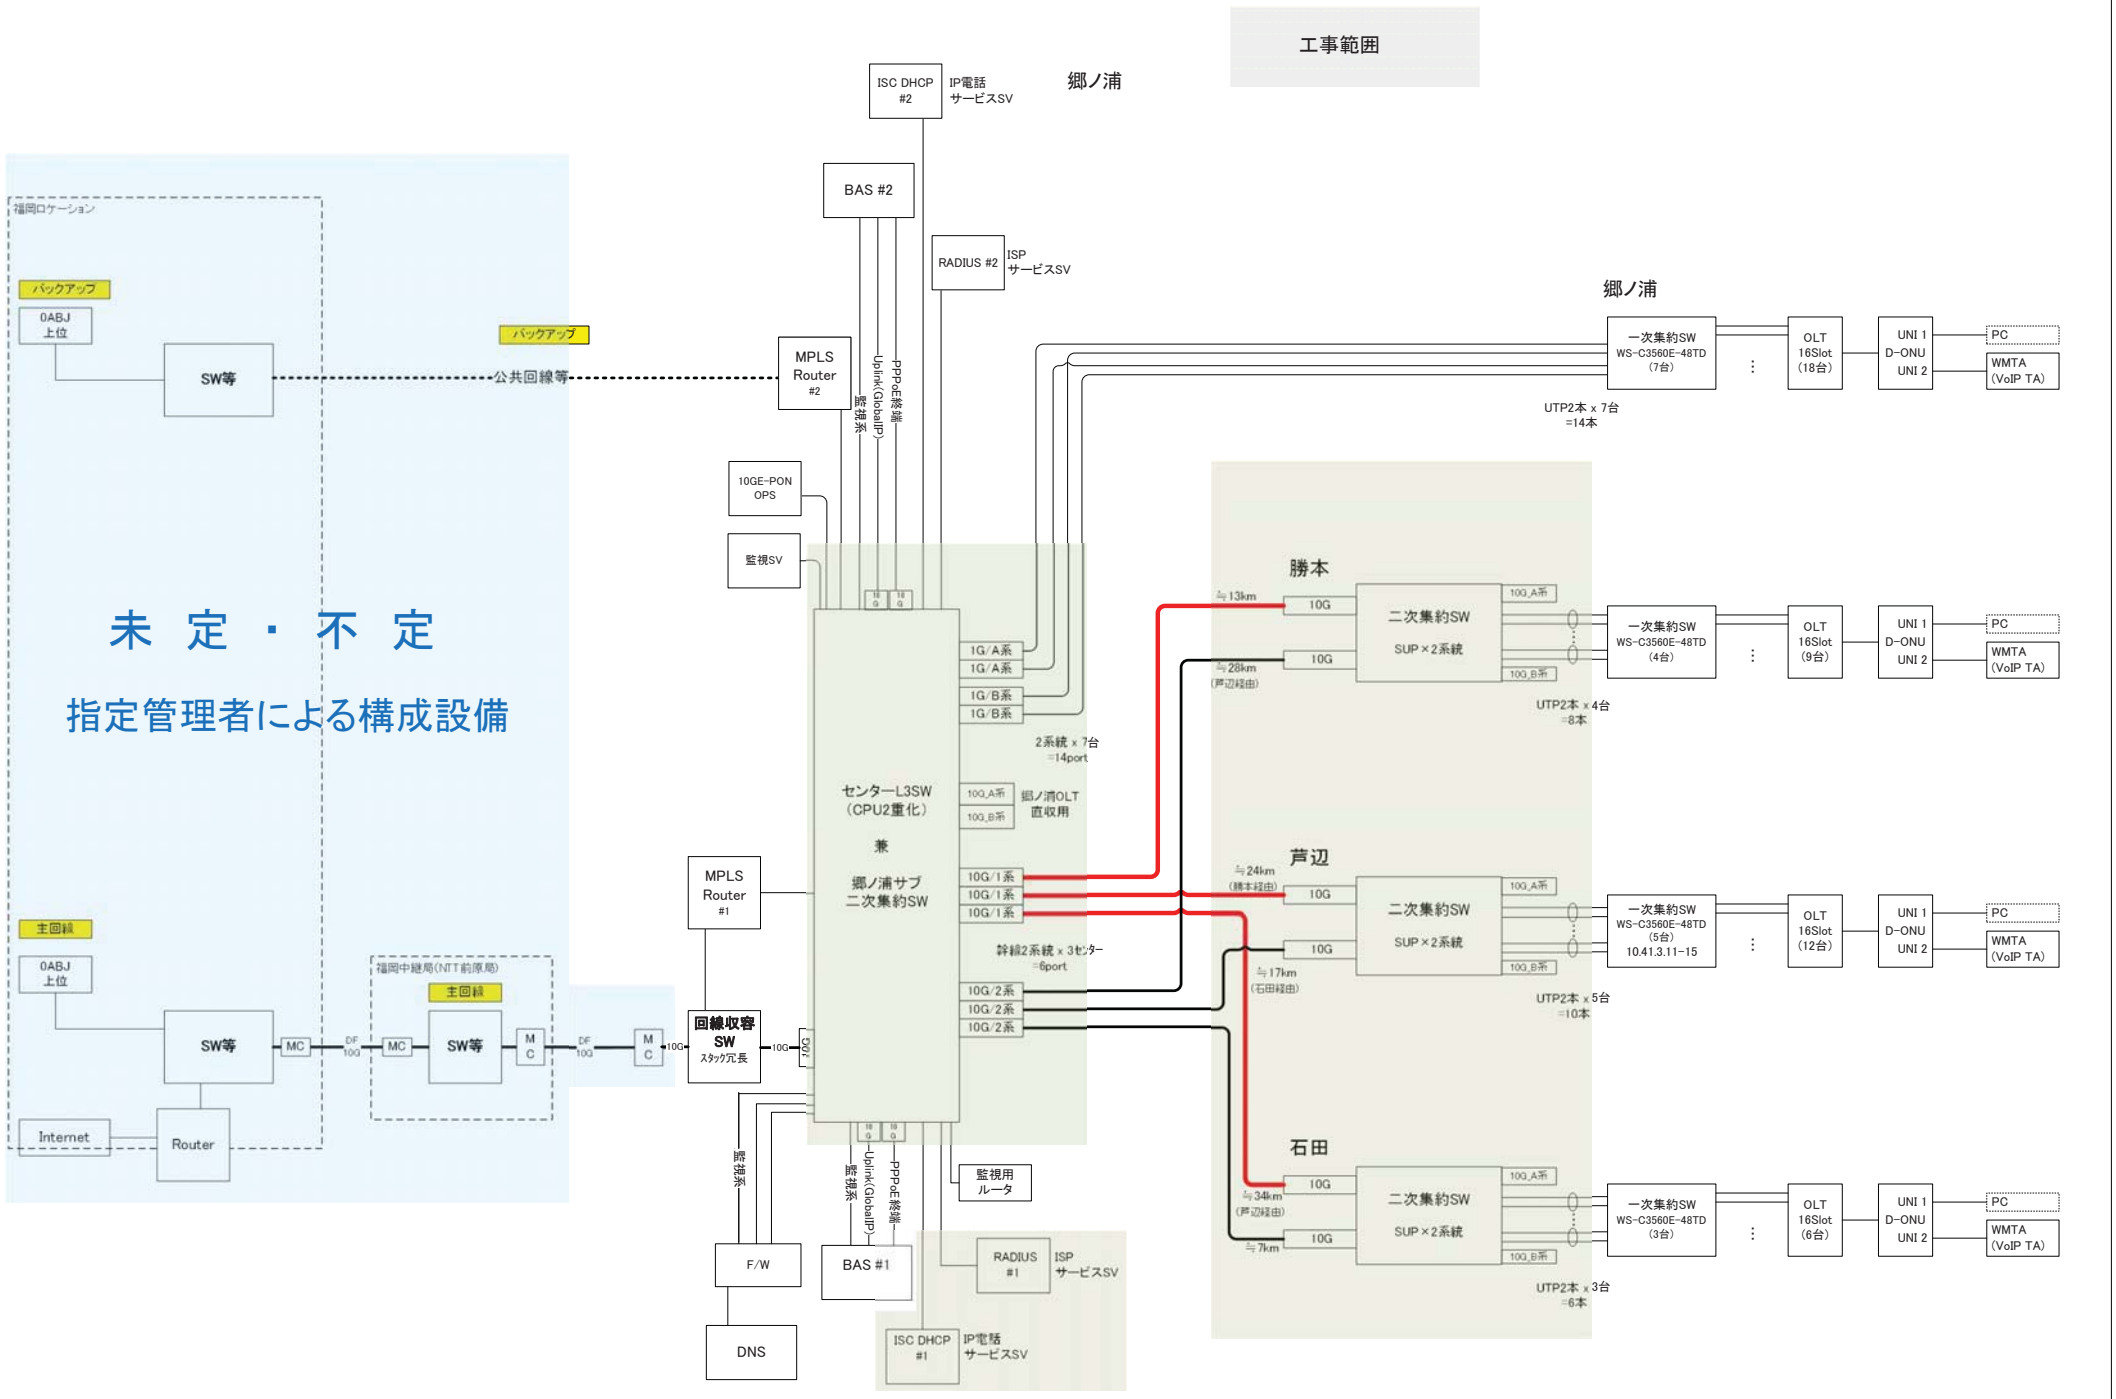 工事範囲
郷ノ浦
ISC DHCP
#2
IP電話
サービスSV
BAS #2
RADIUS #2
ISP
サービスSV
福岡ロケーション
バックアップ
0ABJ
上位
SW等
バックアップ
公共回線等
MPLS
Router
#2
監視系
Uplink(GlobalIP)
PPPoE終端
10GE-PON
OPS
監視SV
未 定 ・ 不 定
指定管理者による構成設備
主回線
0ABJ
上位
SW等
MC
DF
10G
福岡中継局(NTT前原局)
主回線
MC
SW等
M
C
DF
10G
M
C
10G
Internet
Router
MPLS
Router
#1
回線収容
SW
スタック冗長
10G
10G
10
G
10
G
センターL3SW
(CPU2重化)
兼
郷ノ浦サブ
二次集約SW
1G/A系
1G/A系
1G/B系
1G/B系
2系統 x 7台
=14port
10G_A系
10G_B系
郷ノ浦OLT
直収用
10G/1系
10G/1系
10G/1系
幹線2系統 x 3センター
=6port
10G/2系
10G/2系
10G/2系
10
G
10
G
監視系
監視系
Uplink(GlobalIP)
PPPoE終端
監視用
ルータ
F/W
DNS
BAS #1
RADIUS
#1
ISP
サービスSV
ISC DHCP
#1
IP電話
サービスSV
郷ノ浦
一次集約SW
WS-C3560E-48TD
(7台)
UTP2本 x 7台
=14本
OLT
16Slot
(18台)
UNI 1
D-ONU
UNI 2
PC
WMTA
(VoIP TA)
勝本
≒13km
10G
≒28km
(芦辺経由)
10G
二次集約SW
SUP×2系統
10G_A系
10G_B系
UTP2本 x 4台
=8本
一次集約SW
WS-C3560E-48TD
(4台)
OLT
16Slot
(9台)
UNI 1
D-ONU
UNI 2
PC
WMTA
(VoIP TA)
芦辺
≒24km
(勝本経由)
10G
≒17km
(石田経由)
10G
二次集約SW
SUP×2系統
10G_A系
10G_B系
UTP2本 x 5台
=10本
一次集約SW
WS-C3560E-48TD
(5台)
10.41.3.11-15
OLT
16Slot
(12台)
UNI 1
D-ONU
UNI 2
PC
WMTA
(VoIP TA)
石田
≒34km
(芦辺経由)
10G
≒7km
10G
二次集約SW
SUP×2系統
10G_A系
10G_B系
UTP2本 x 3台
=6本
一次集約SW
WS-C3560E-48TD
(3台)
OLT
16Slot
(6台)
UNI 1
D-ONU
UNI 2
PC
WMTA
(VoIP TA)